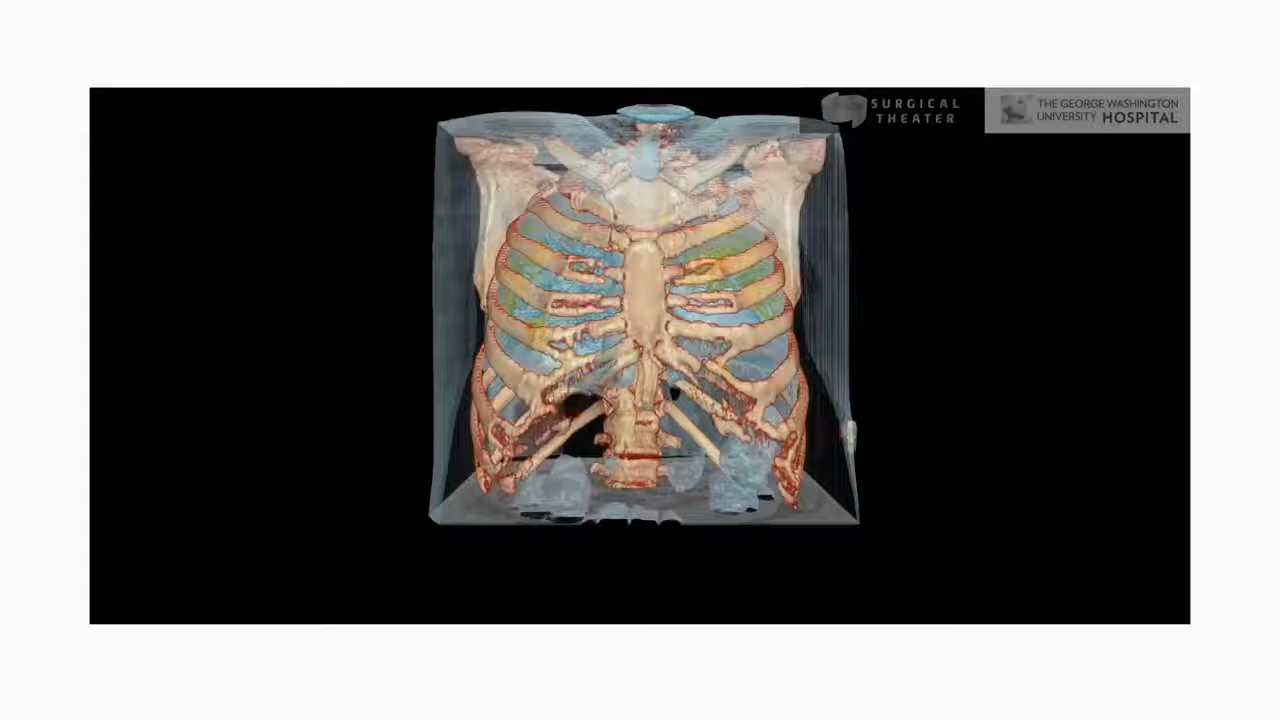 SURGICAL
THEATER
THE GEORGE WASHINGTON
UNIVERSITY HOSPITAL